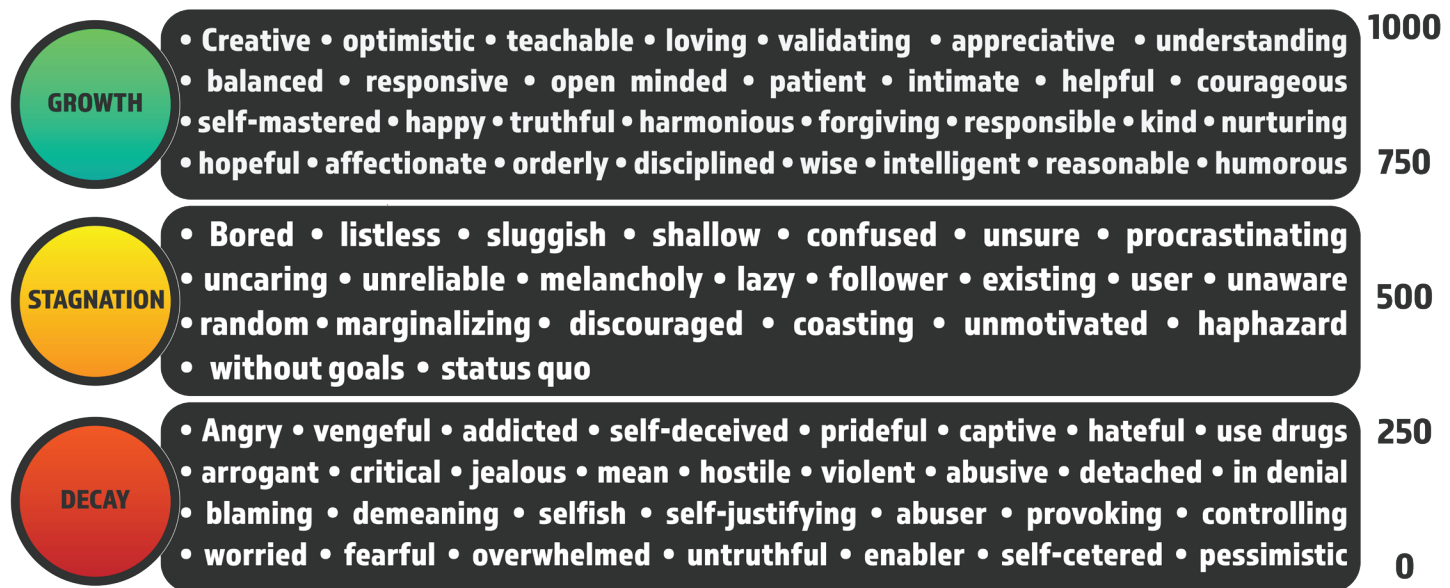 GROWTH
• Creative • optimistic • teachable • loving • validating • appreciative • understanding
• balanced • responsive • open minded • patient • intimate • helpful • courageous
• self-mastered • happy • truthful • harmonious • forgiving • responsible • kind • nurturing
• hopeful • affectionate • orderly • disciplined • wise • intelligent • reasonable • humorous
1000
750
STAGNATION
• Bored • listless • sluggish • shallow • confused • unsure • procrastinating
• uncaring • unreliable • melancholy • lazy • follower • existing • user • unaware
• random • marginalizing • discouraged • coasting • unmotivated • haphazard
• without goals • status quo
500
DECAY
• Angry • vengeful • addicted • self-deceived • prideful • captive • hateful • use drugs
• arrogant • critical • jealous • mean • hostile • violent • abusive • detached • in denial
• blaming • demeaning • selfish • self-justifying • abuser • provoking • controlling
• worried • fearful • overwhelmed • untruthful • enabler • self-cetered • pessimistic
250
0